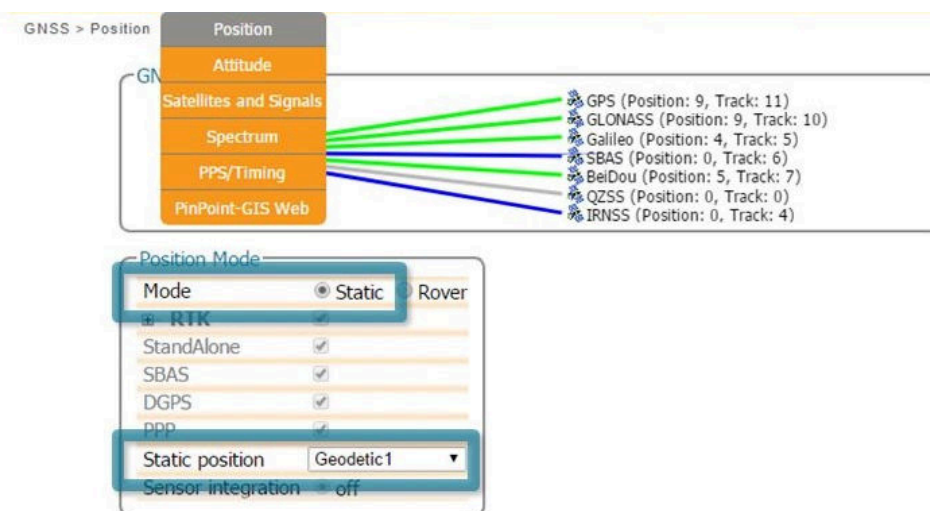 GNSS > Position
Position
Attitude
Satellites and Signals
Spectrum
PPS/Timing
PinPoint-GIS Web
GN
GPS (Position: 9, Track: 11)
GLONASS (Position: 9, Track: 10)
Galileo (Position: 4, Track: 5)
SBAS (Position: 0, Track: 6)
BeiDou (Position: 5, Track: 7)
QZSS (Position: 0, Track: 0)
IRNSS (Position: 0, Track: 4)
Position Mode
Mode Static Rover
RTK
StandAlone
SBAS
DGPS
PPP
Static position Geodetic1
Sensor integration off